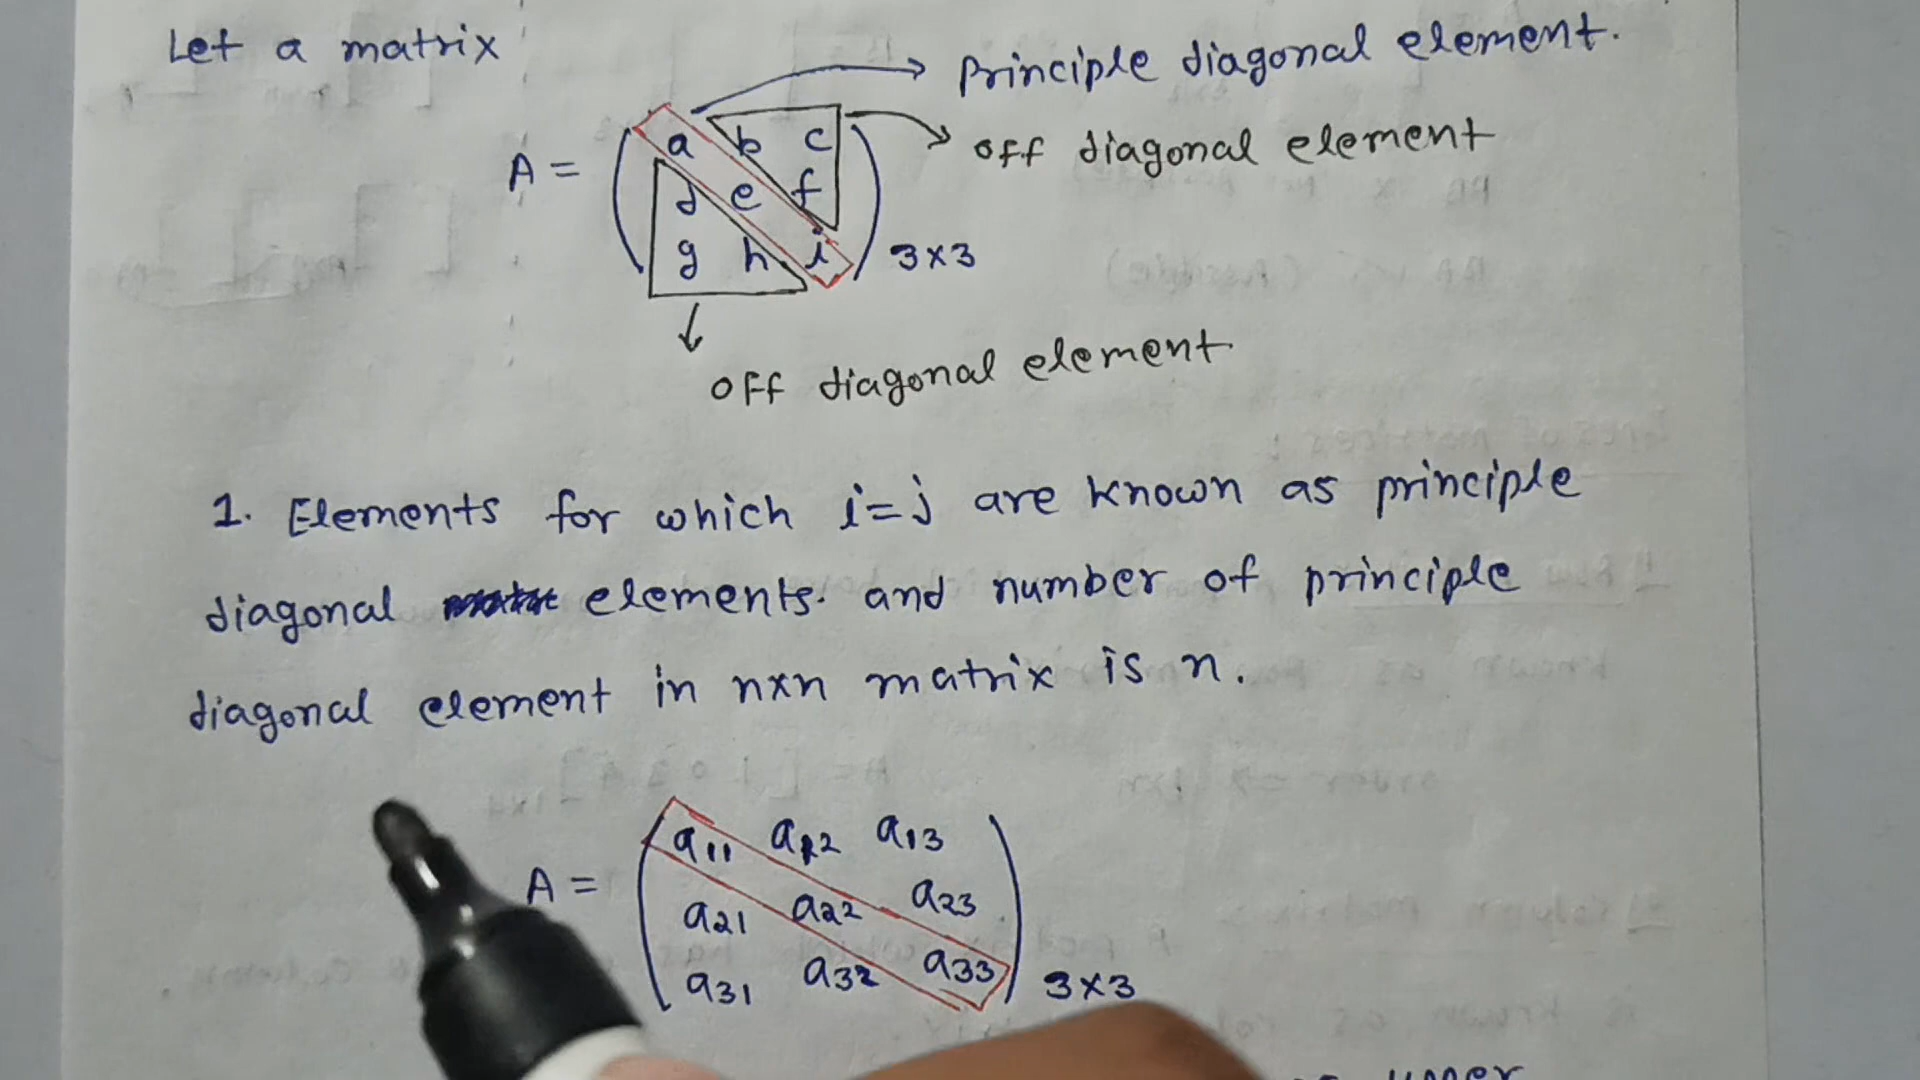 Let a matrix
Principle diagonal element.
A = ( a b c
off diagonal element
d e f
g h i ) 3×3
off diagonal element.
1. Elements for which i=j are known as principle
diagonal elements. and number of principle
diagonal element in n×n matrix is n.
A = ( a11 a12 a13
a21 a22 a23
a31 a32 a33 ) 3×3
upper